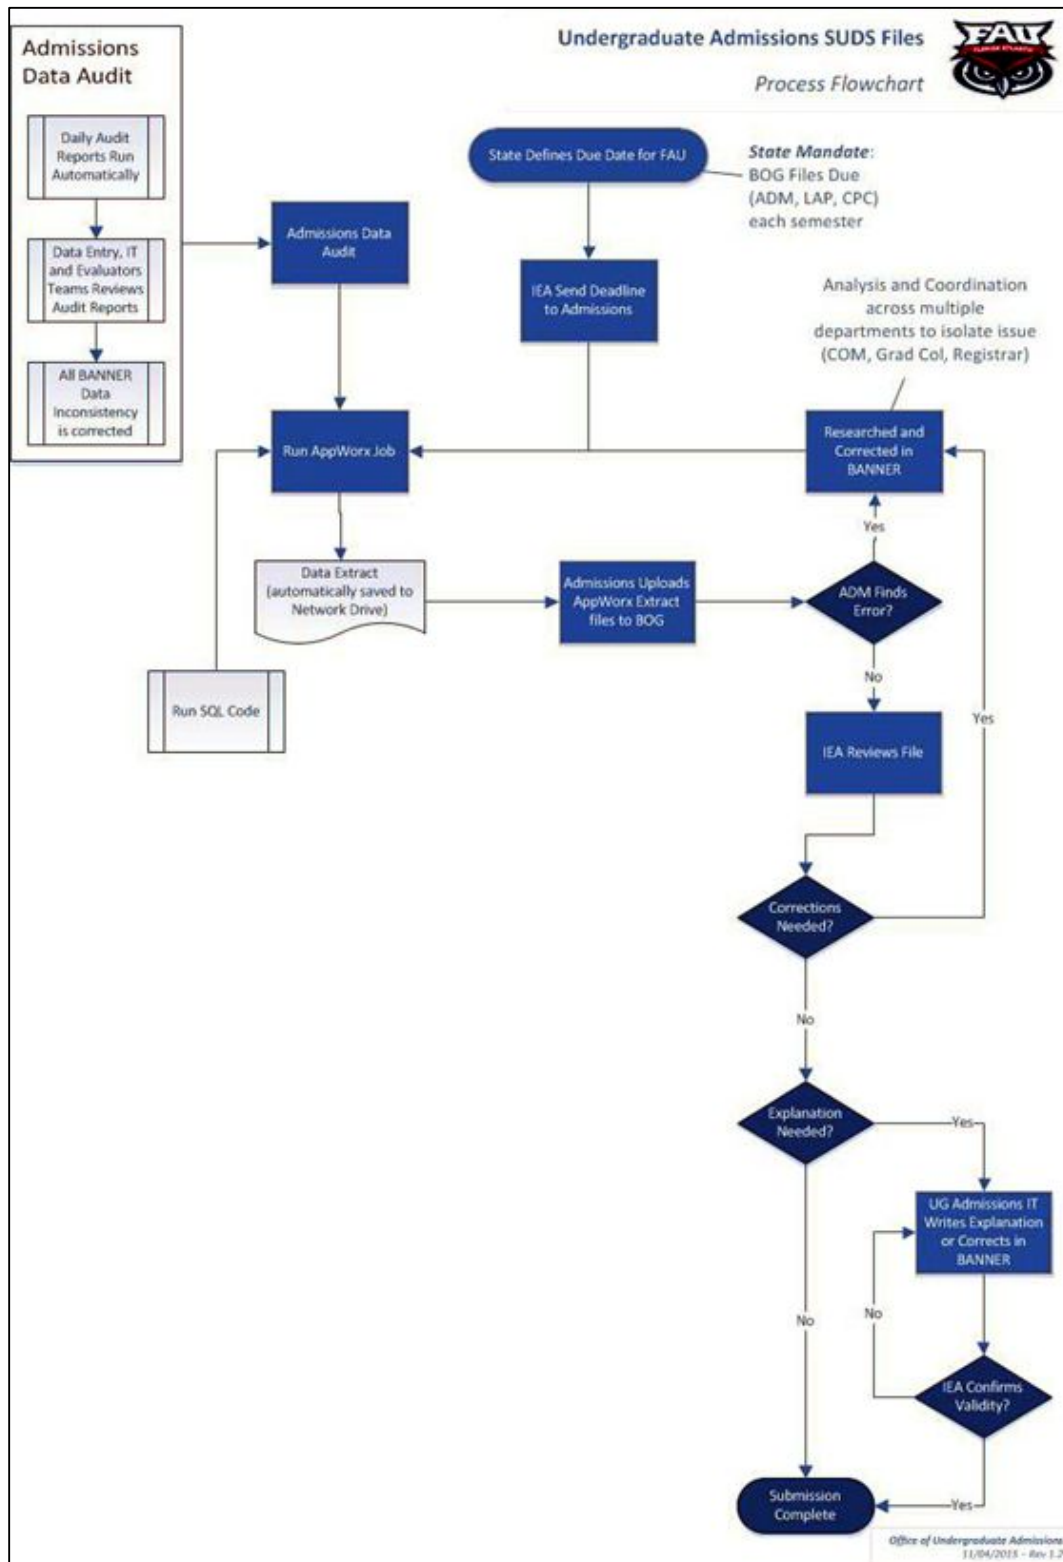 Undergraduate Admissions SUDS Files
Process Flowchart
FAU
Admissions
Data Audit
Daily Audit
Reports Run
Automatically
Data Entry, IT
and Evaluators
Teams Reviews
Audit Reports
All BANNER
Data
Inconsistency
is corrected
Admissions Data
Audit
State Defines Due Date for FAU
State Mandate:
BOG Files Due
(ADM, LAP, CPC)
each semester
IEA Send Deadline
to Admissions
Analysis and Coordination
across multiple
departments to isolate issue
(COM, Grad Col, Registrar)
Run AppWorx Job
Researched and
Corrected in
BANNER
Yes
Data Extract
(automatically saved to
Network Drive)
Admissions Uploads
AppWorx Extract
files to BOG
ADM Finds
Error?
No
Run SQL Code
Yes
IEA Reviews File
Corrections
Needed?
No
Explanation
Needed?
Yes
UG Admissions IT
Writes Explanation
or Corrects in
BANNER
No
No
IEA Confirms
Validity?
Yes
Submission
Complete
Office of Undergraduate Admissions
11/04/2015 – Rev 1.